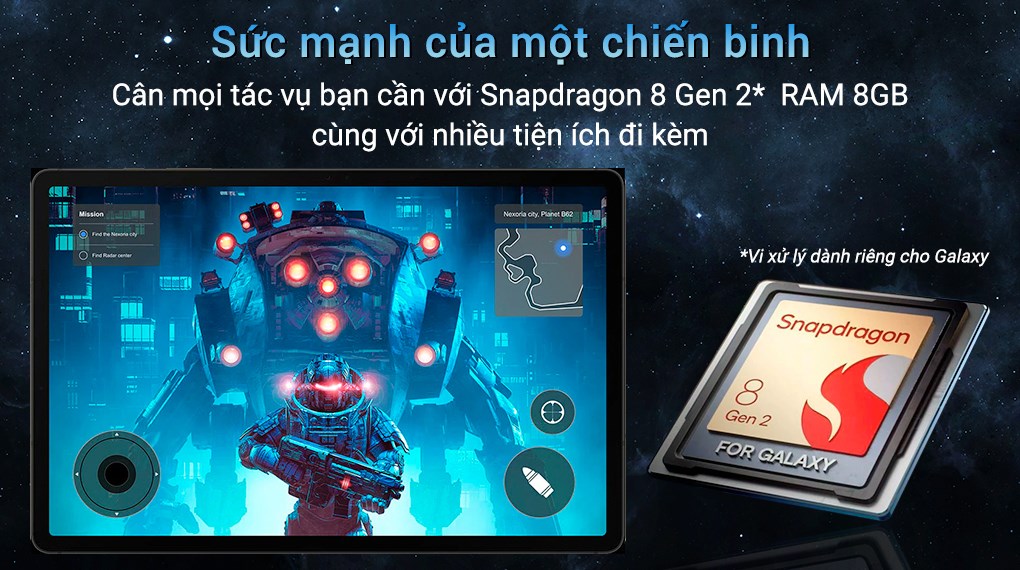 Sức mạnh của một chiến binh
Cân mọi tác vụ bạn cần với Snapdragon 8 Gen 2* RAM 8GB
cùng với nhiều tiện ích đi kèm
Mission
Find the Nexoria city
Find Radar center
Nexoria city, Planet B62
*Vi xử lý dành riêng cho Galaxy
Snapdragon
8
Gen 2
FOR GALAXY